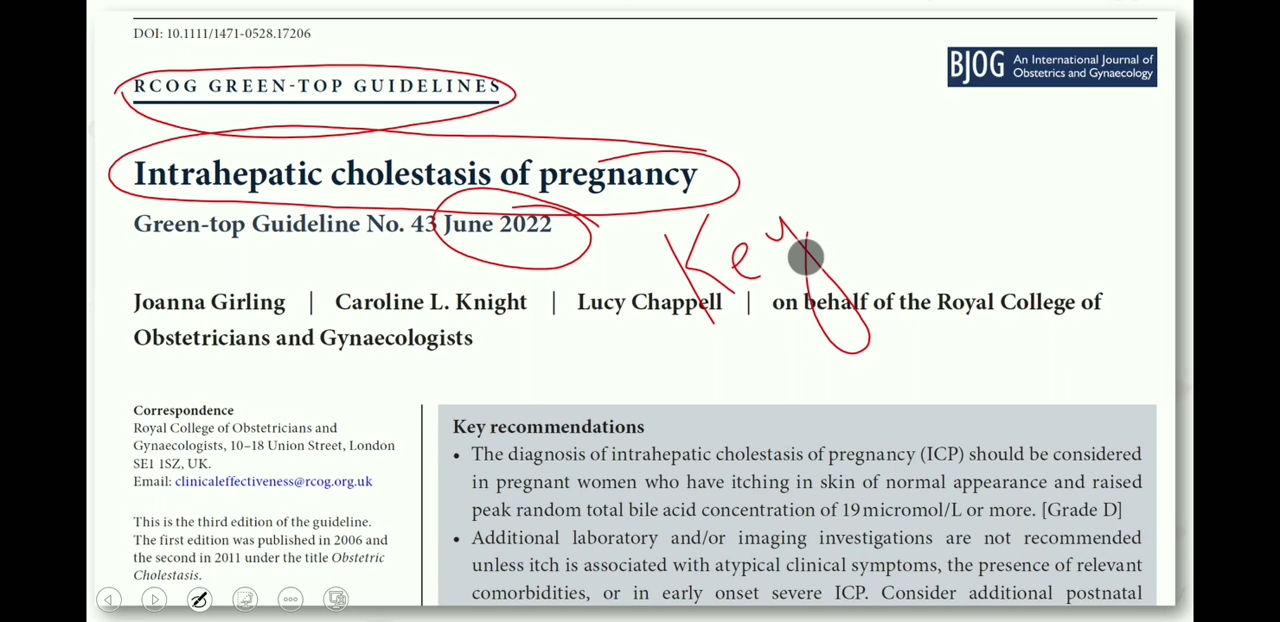 DOI: 10.1111/1471-0528.17206
RCOG GREEN-TOP GUIDELINES
BJOG An International Journal of
Obstetrics and Gynaecology
Intrahepatic cholestasis of pregnancy
Green-top Guideline No. 43 June 2022
Key
Joanna Girling | Caroline L. Knight | Lucy Chappell | on behalf of the Royal College of
Obstetricians and Gynaecologists
Correspondence
Royal College of Obstetricians and
Gynaecologists, 10–18 Union Street, London
SE1 1SZ, UK.
Email: clinicaleffectiveness@rcog.org.uk
This is the third edition of the guideline.
The first edition was published in 2006 and
the second in 2011 under the title Obstetric
Cholestasis.
Key recommendations
• The diagnosis of intrahepatic cholestasis of pregnancy (ICP) should be considered
in pregnant women who have itching in skin of normal appearance and raised
peak random total bile acid concentration of 19 micromol/L or more. [Grade D]
• Additional laboratory and/or imaging investigations are not recommended
unless itch is associated with atypical clinical symptoms, the presence of relevant
comorbidities, or in early onset severe ICP. Consider additional postnatal